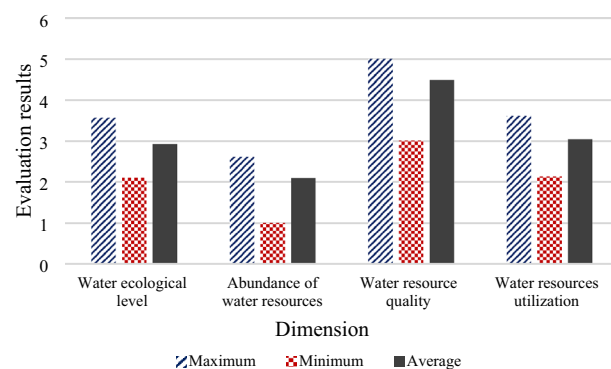 6
5
4
3
2
1
0
Evaluation results
Water ecological
level
Abundance of
water resources
Water resource
quality
Water resources
utilization
Dimension
Maximum
Minimum
Average